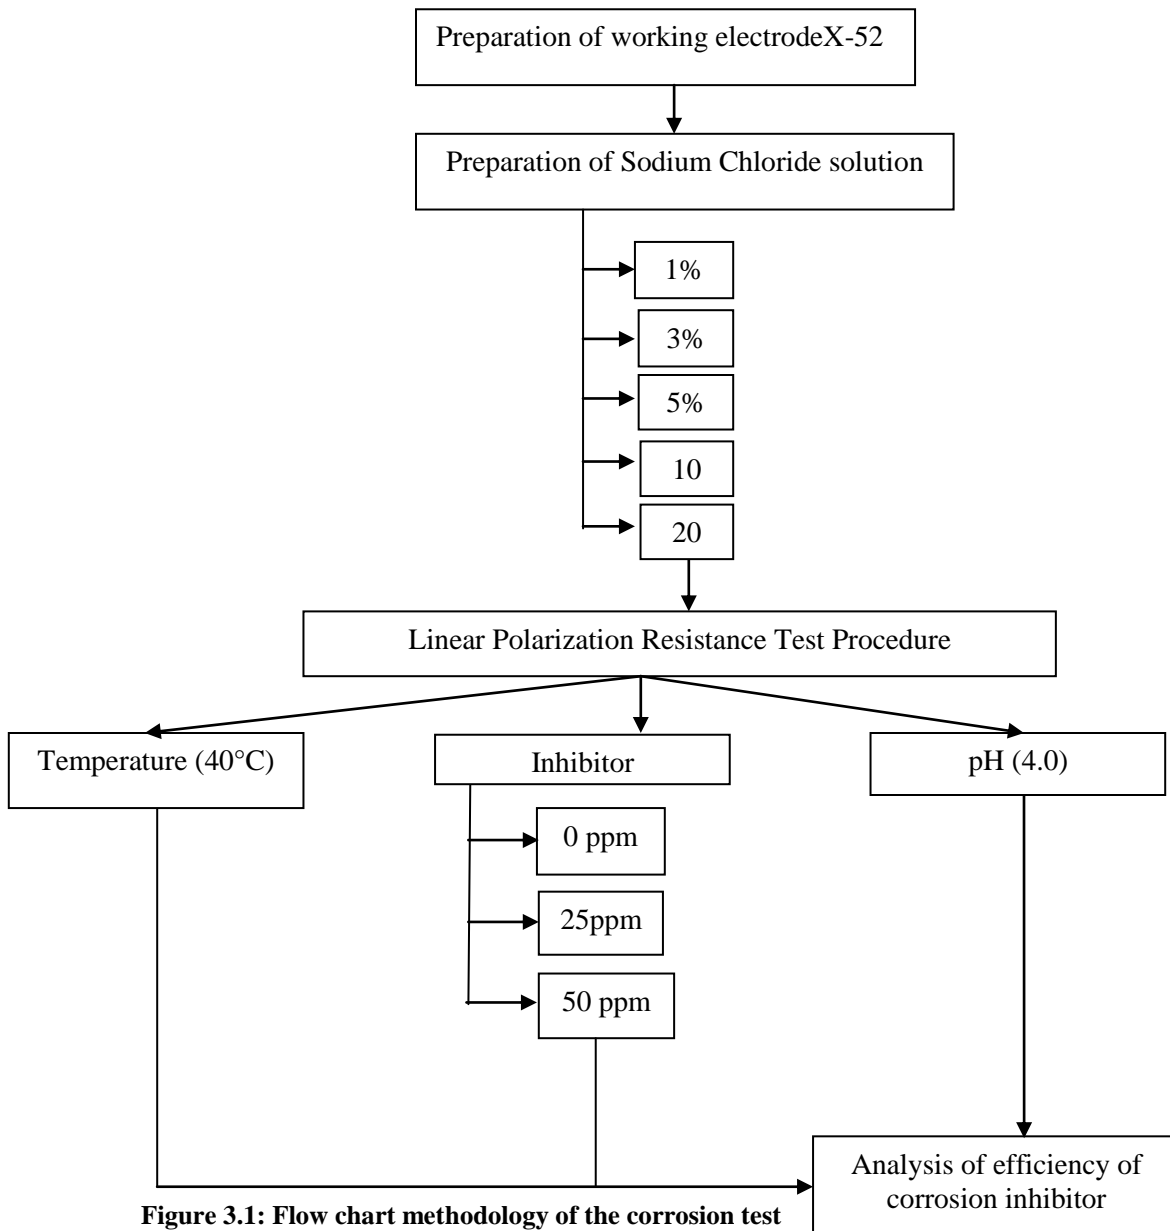 Preparation of working electrodeX-52
Preparation of Sodium Chloride solution
1%
3%
5%
10
20
Linear Polarization Resistance Test Procedure
Temperature (40°C)
Inhibitor
pH (4.0)
0 ppm
25ppm
50 ppm
Analysis of efficiency of
corrosion inhibitor
Figure 3.1: Flow chart methodology of the corrosion test